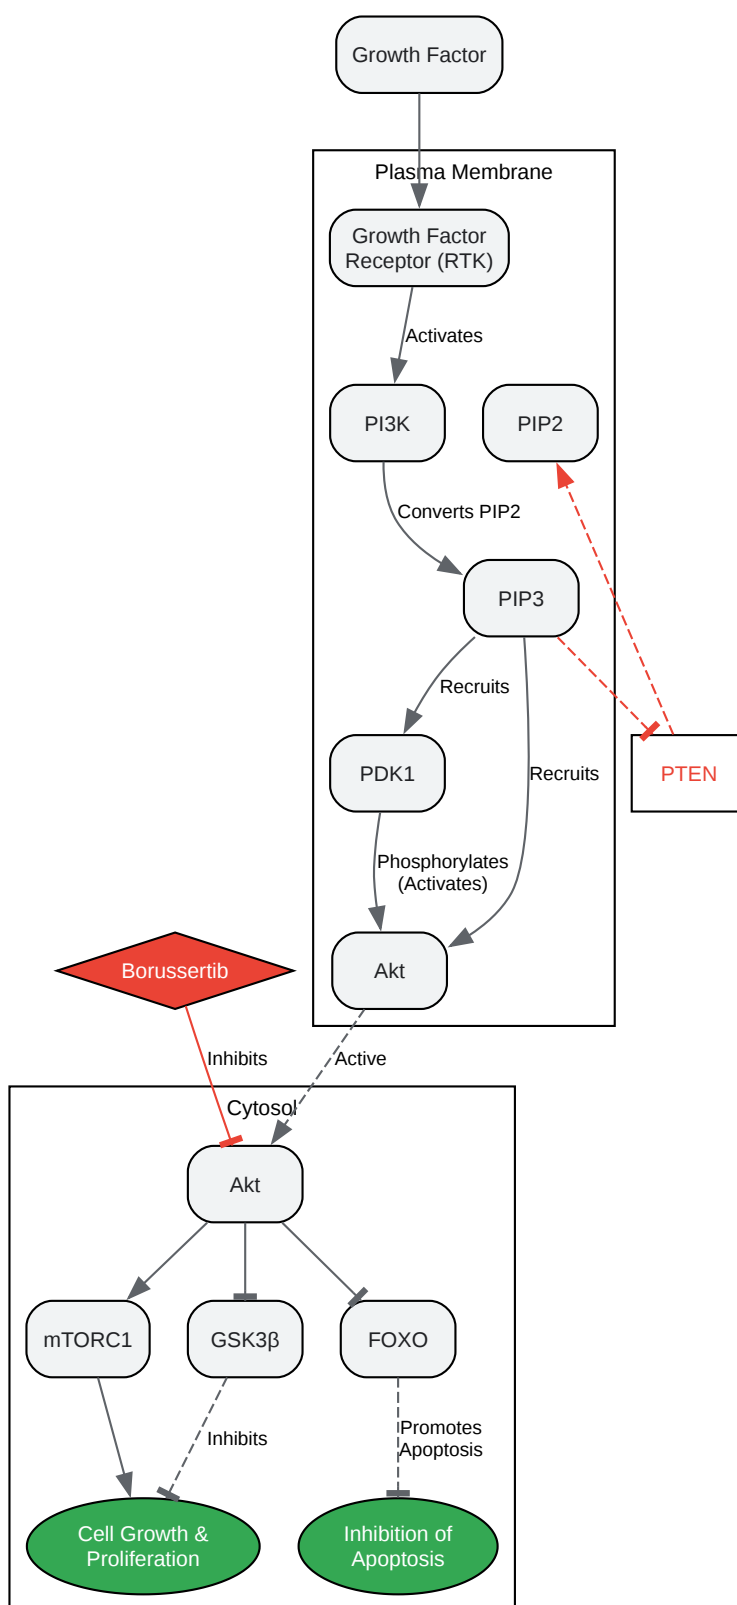 Growth Factor
Plasma Membrane
Growth Factor
Receptor (RTK)
Activates
PI3K
PIP2
Converts PIP2
PIP3
Recruits
PDK1
Recruits
PTEN
Phosphorylates
(Activates)
Borussertib
Akt
Inhibits
Active
Cytosol
Akt
mTORC1
GSK3β
FOXO
Inhibits
Promotes
Apoptosis
Cell Growth &
Proliferation
Inhibition of
Apoptosis